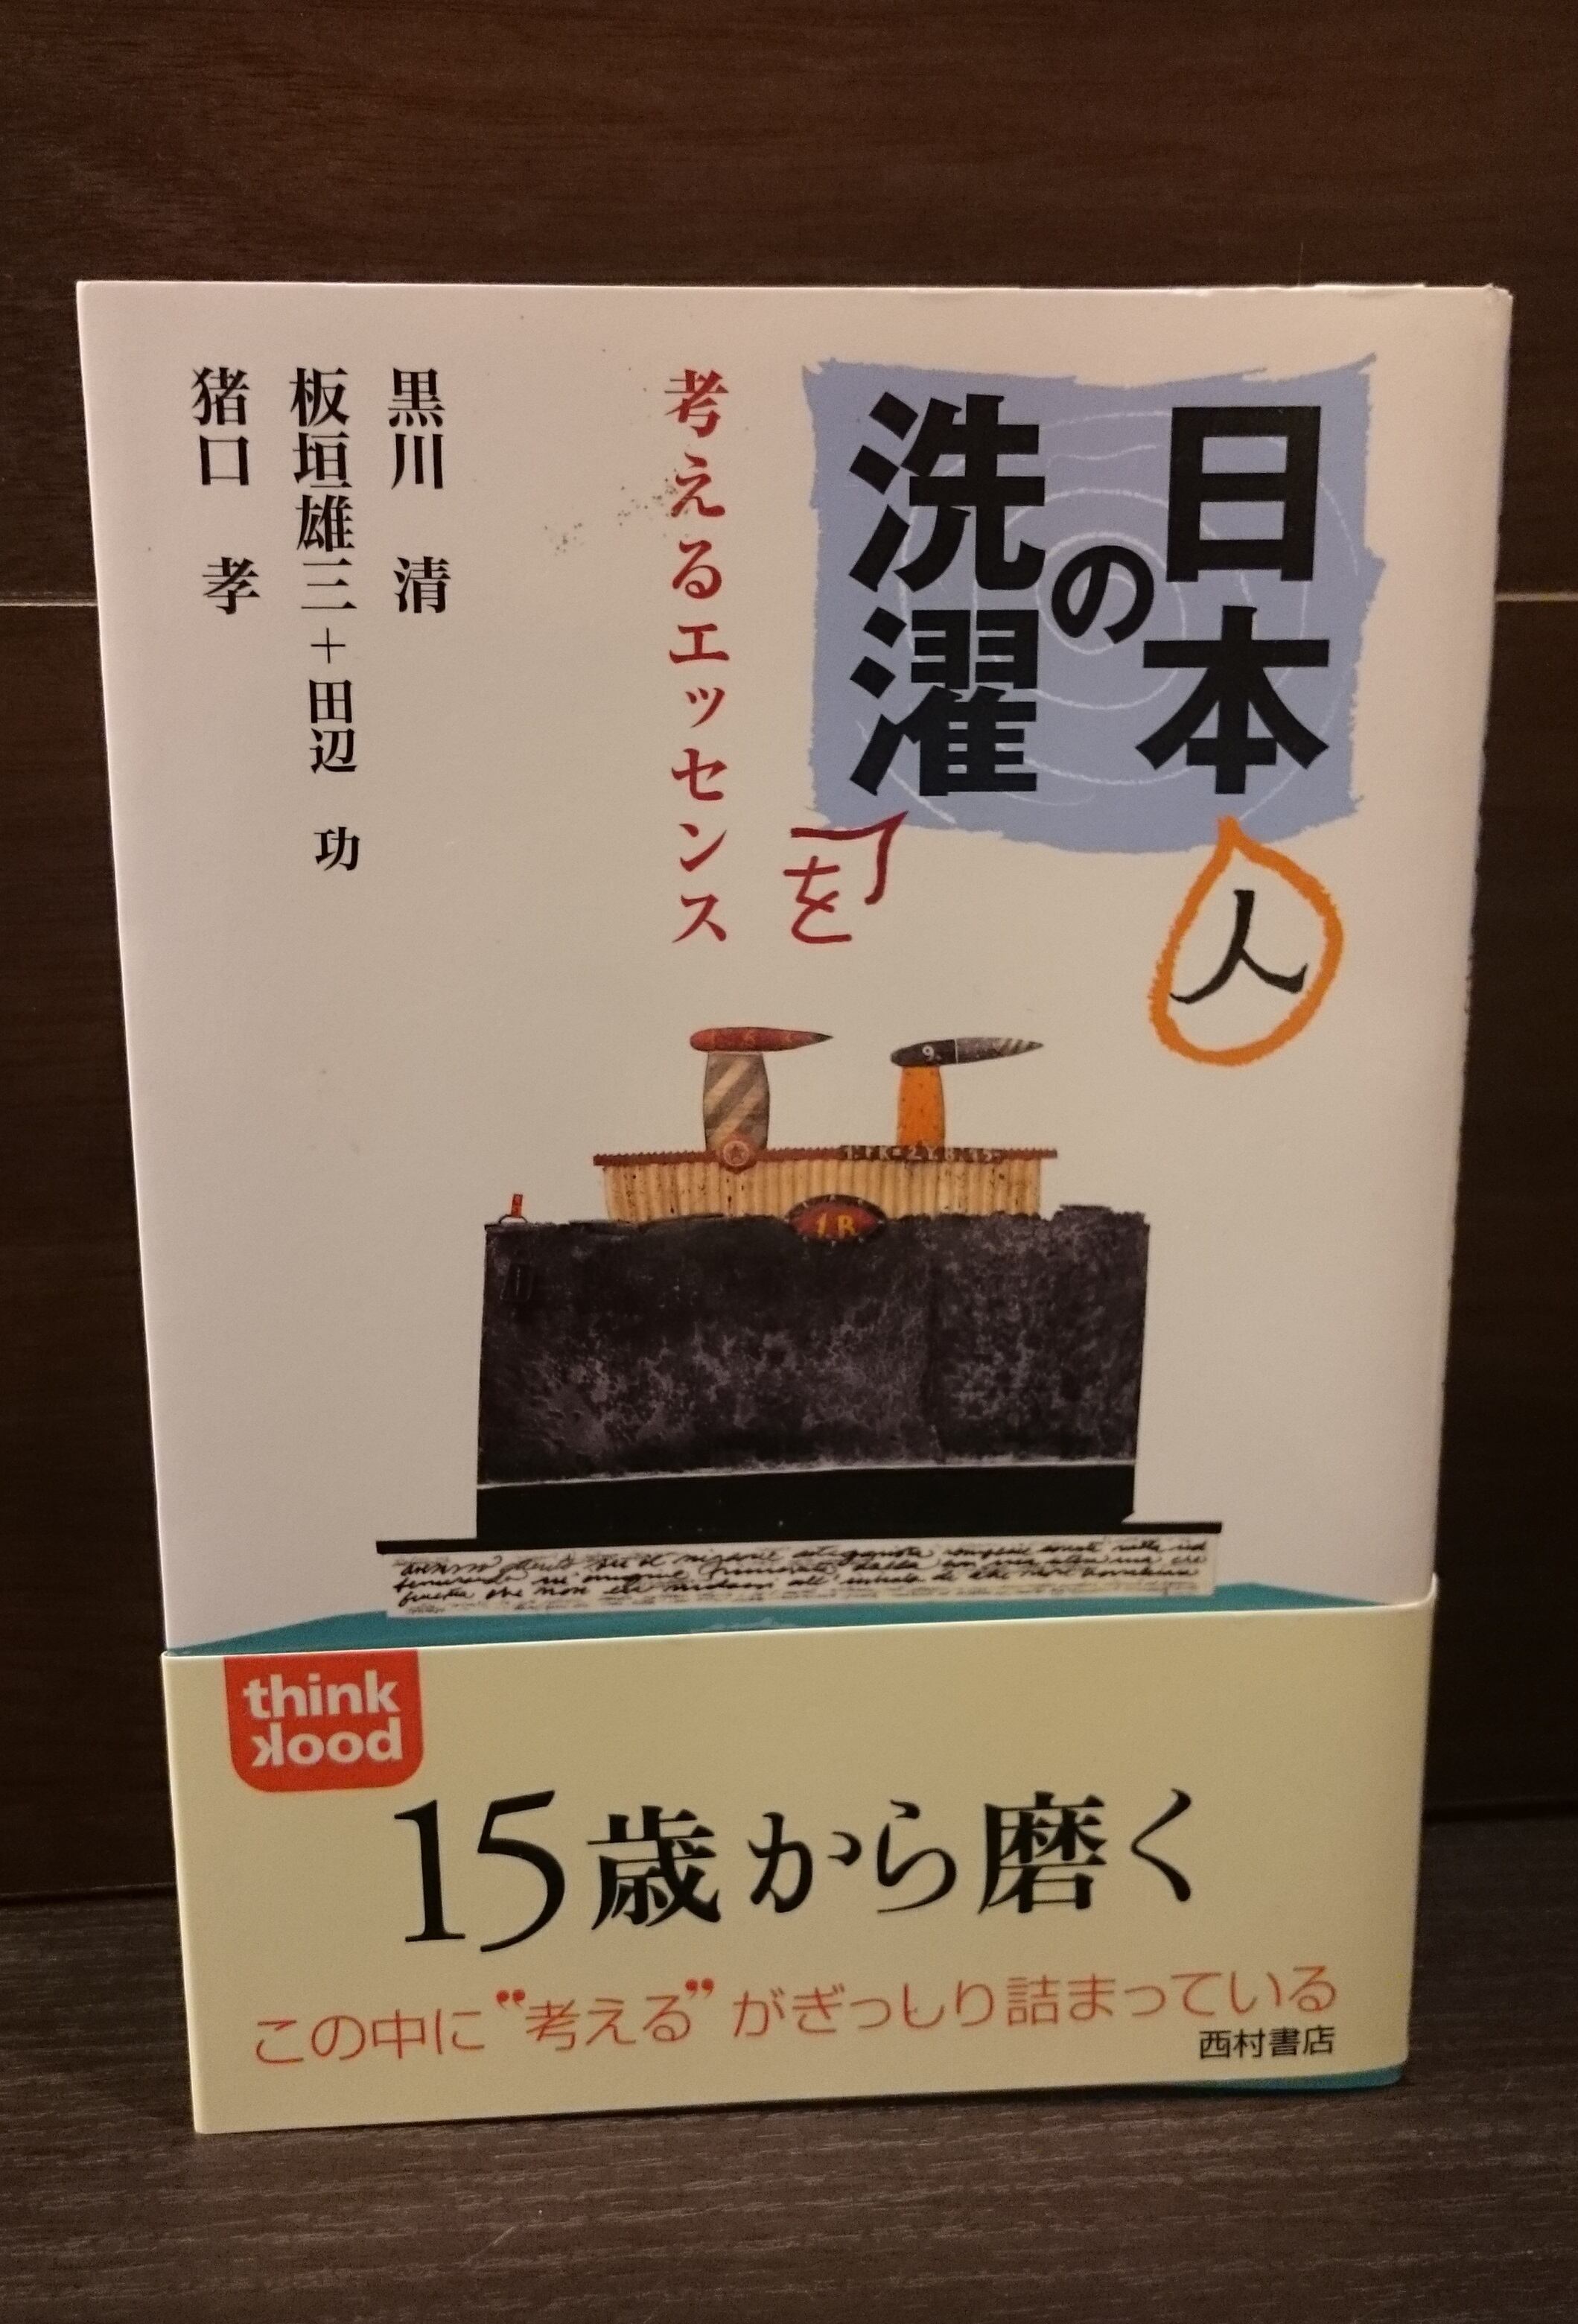 日本人
の
洗濯を
考えるエッセンス
黒川 清
板垣雄三+田辺 功
猪口 孝
9.
1.R
think
book
15歳から磨く
この中に“考える”がぎっしり詰まっている
西村書店